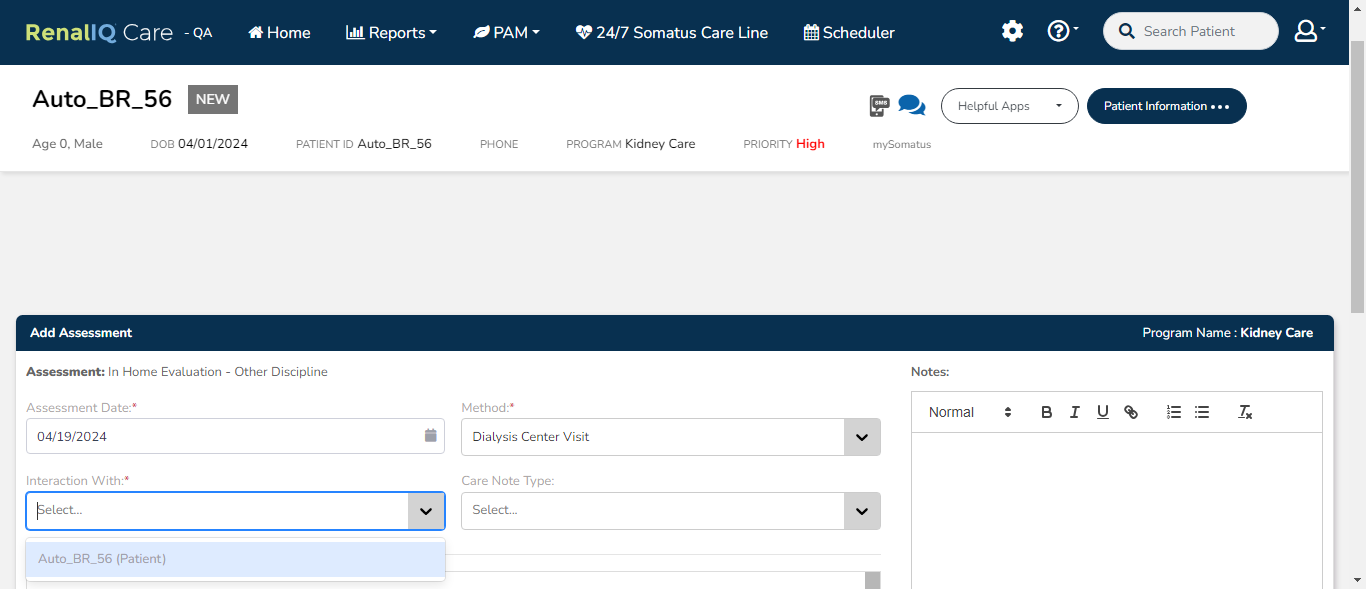 RenalIQ Care - QA Home Reports PAM 24/7 Somatus Care Line Scheduler Search Patient
Auto_BR_56 NEW
SMS Helpful Apps Patient Information
Age 0, Male DOB 04/01/2024 PATIENT ID Auto_BR_56 PHONE PROGRAM Kidney Care PRIORITY High mySomatus
Add Assessment Program Name : Kidney Care
Assessment: In Home Evaluation - Other Discipline Notes:
Assessment Date:* Method:*
Normal B I U
04/19/2024 Dialysis Center Visit
Interaction With:* Care Note Type:
Select... Select...
Auto_BR_56 (Patient)